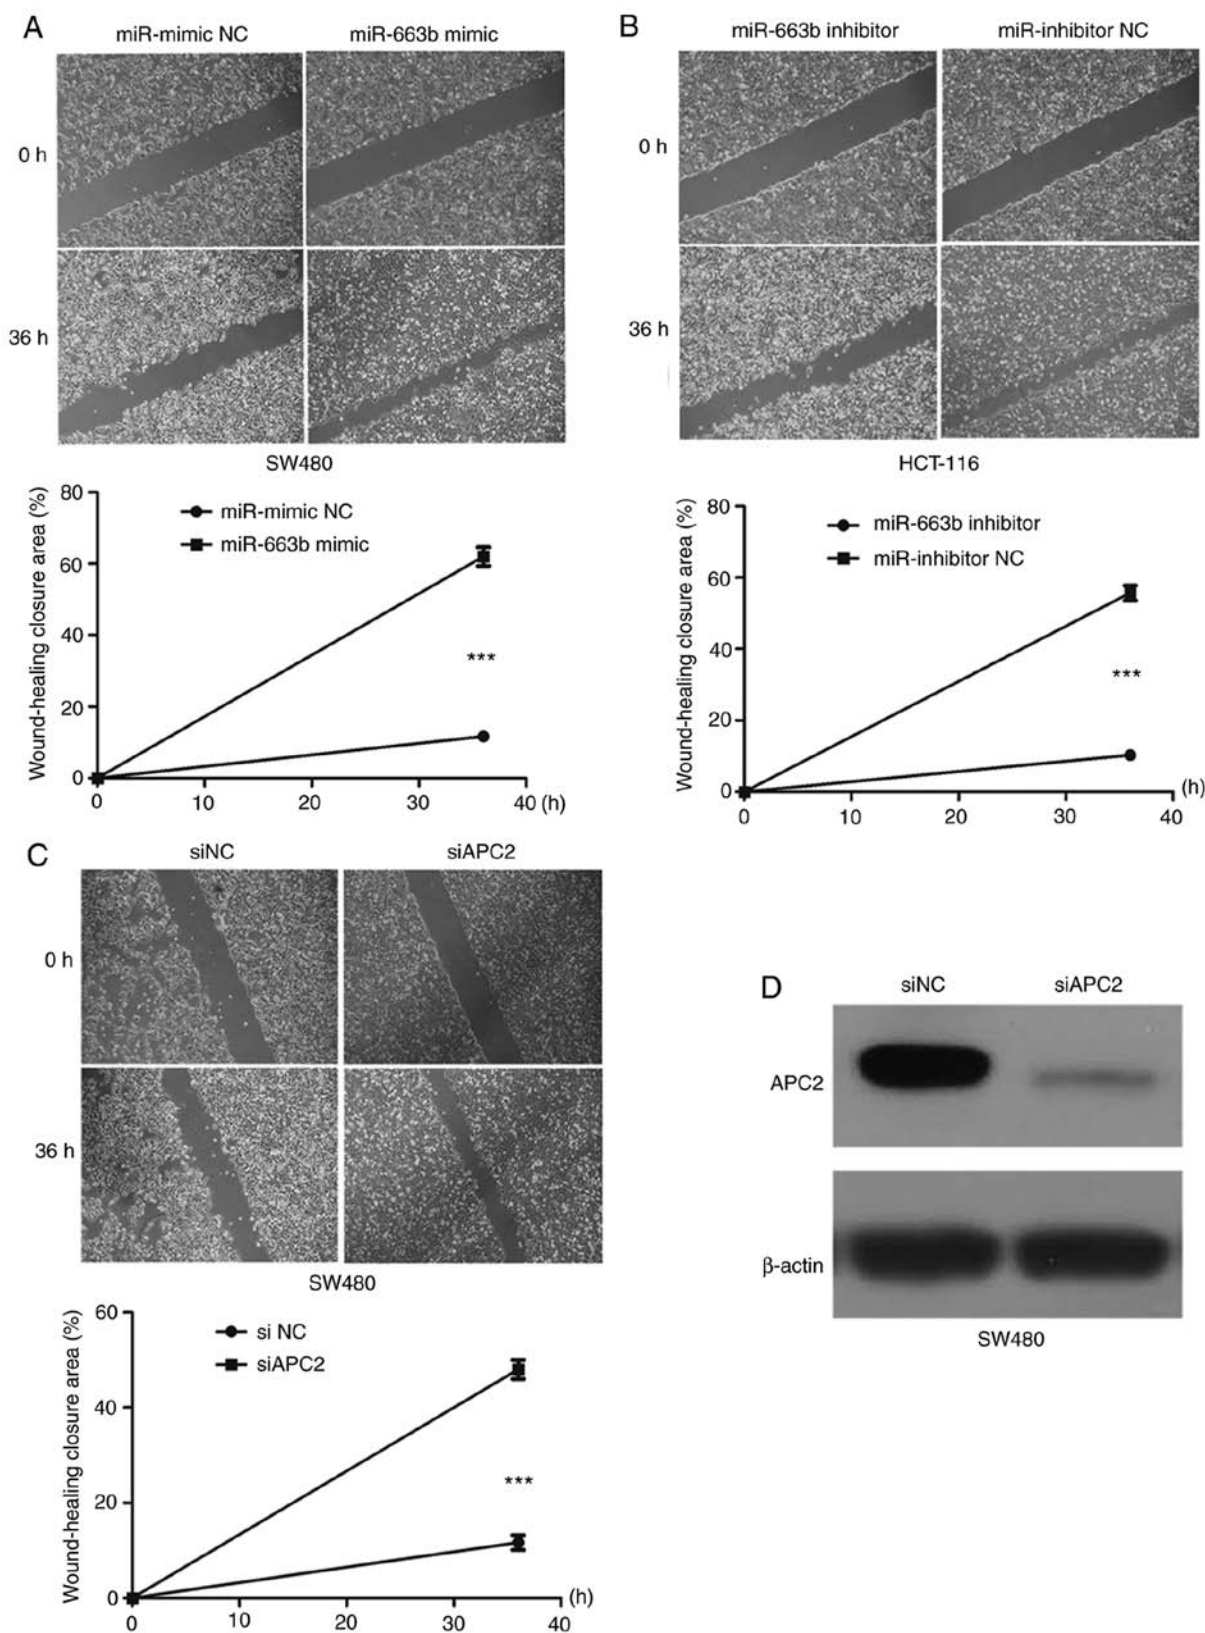 A
miR-mimic NC miR-663b mimic
0 h
36 h
SW480
Wound-healing closure area (%)
80
60
40
20
0
miR-mimic NC
miR-663b mimic
***
0 10 20 30 40 (h)
B
miR-663b inhibitor miR-inhibitor NC
0 h
36 h
HCT-116
Wound-healing closure area (%)
80
60
40
20
0
miR-663b inhibitor
miR-inhibitor NC
***
(h)
0 10 20 30 40
C
siNC siAPC2
0 h
36 h
SW480
Wound-healing closure area (%)
60
40
20
0
si NC
siAPC2
***
(h)
0 10 20 30 40
D
siNC siAPC2
APC2
β-actin
SW480